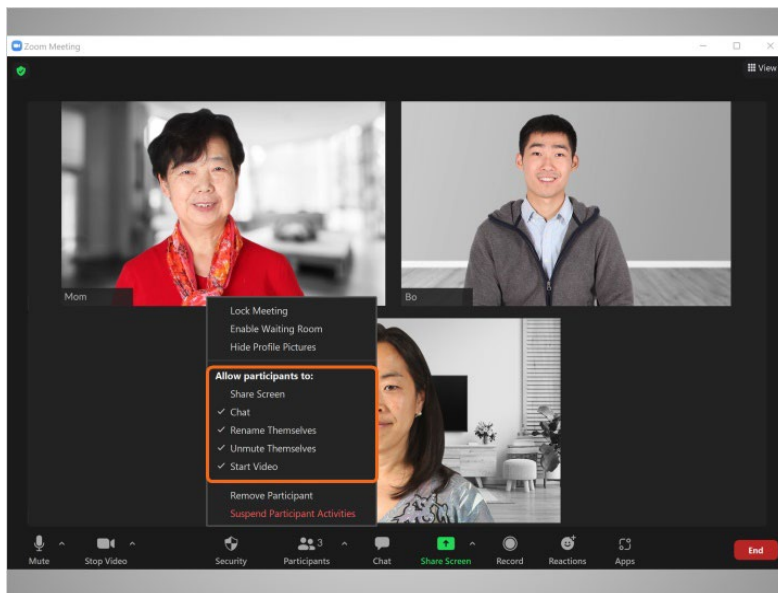 Zoom Meeting
View
Mom
Bo
Lock Meeting
Enable Waiting Room
Hide Profile Pictures
Allow participants to:
Share Screen
Chat
Rename Themselves
Unmute Themselves
Start Video
Remove Participant
Suspend Participant Activities
3
Mute
Stop Video
Security
Participants
Chat
Share Screen
Record
Reactions
Apps
End